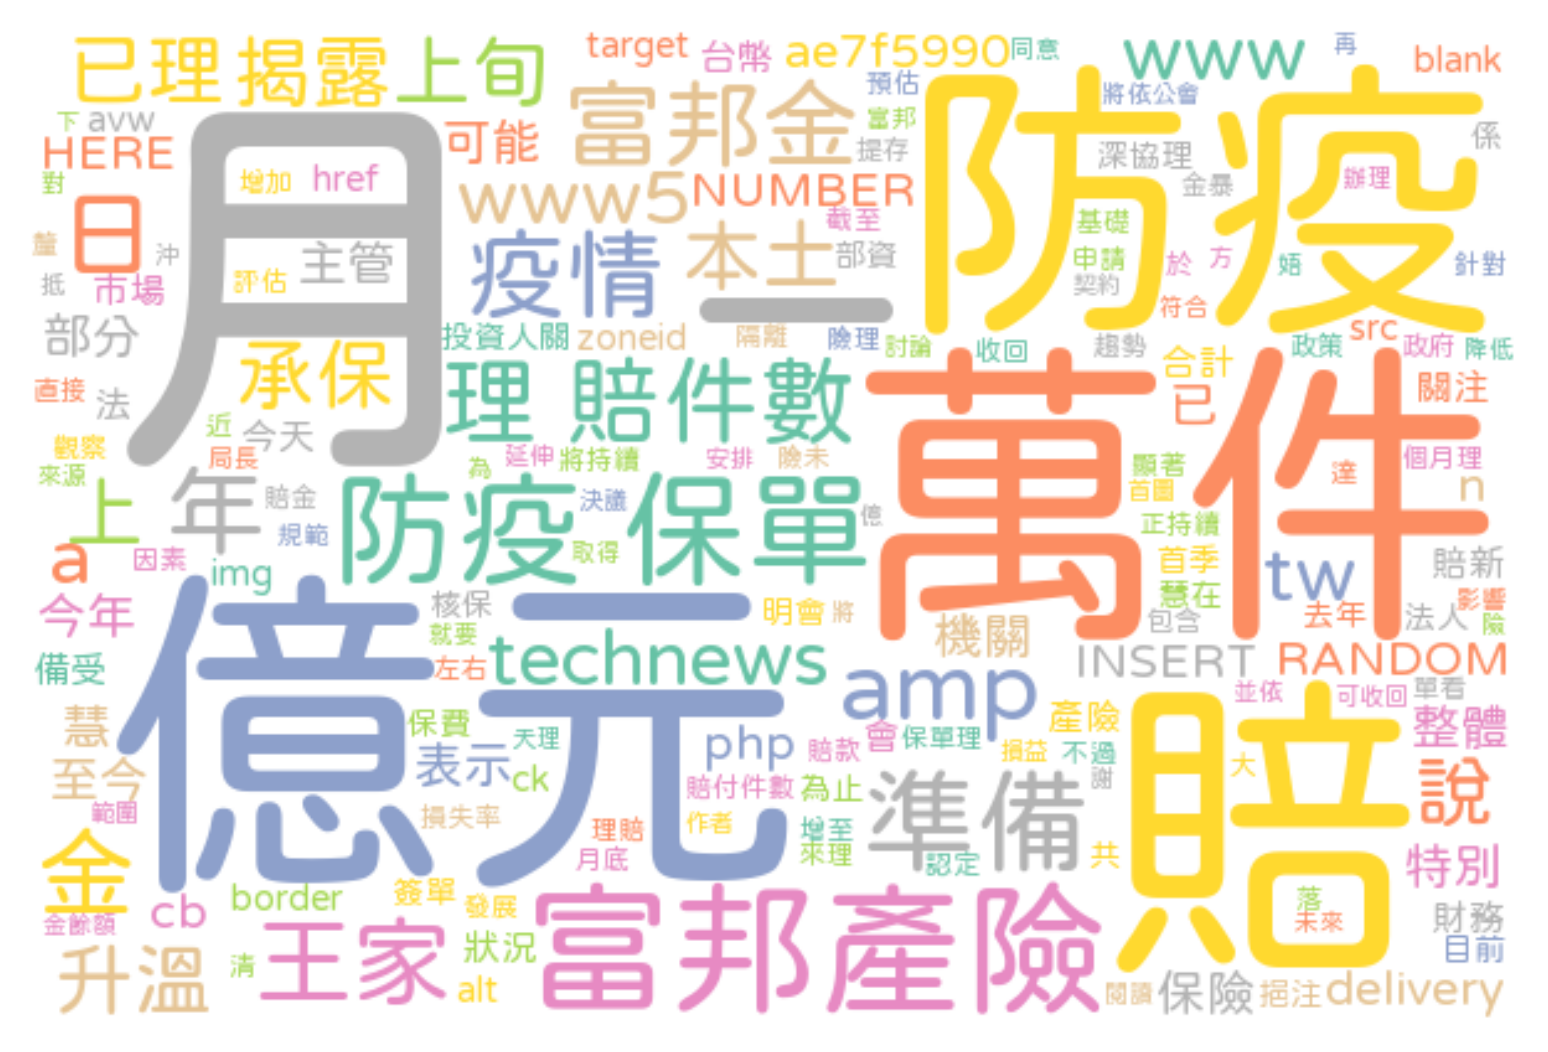 已理
揭露
上旬
target
台幣
ae7f5990
同意
www
再
blank
下
avw
HERE
月
可能
富邦金
預估
富邦
提存
防疫
將依公會
深協理
係
對
日
增加
href
www5
NUMBER
截至
金暴
辦理
釐
沖
主管
疫情
本土
部資
基礎
申請
於
方
婄
針對
抵
市場
評估
一
契約
符合
部分
承保
投資人關
zoneid
隔離
險理
討論
收回
趨勢
合計
政策
src
政府
降低
直接
法
理
賠件數
萬件
已
關注
近
今天
觀察
局長
為
延伸
將持續
安排
險未
顯著
達
個月理
來源
上
年
賠金
防疫
保單
決議
億
首圖
n
規範
取得
正持續
a
因素
img
首季
tw
賠新
今年
億元
核保
明會
將
慧在
包含
去年
影響
法人
險
就要
機關
備受
左右
technews
amp
INSERT
RANDOM
並依
可收回
單看
慧
保費
表示
天理
php
賠款
會
保單理
產險
賠
整體
損益
不過
至今
ck
賠付件數
為止
準備
謝
大
說
範圍
損失率
理賠
作者
增至
月底
來理
認定
共
特別
金
金餘額
cb
border
簽單
發展
富邦產險
落
未來
財務
升溫
清
王家
狀況
alt
目前
閱讀
保險
挹注
delivery